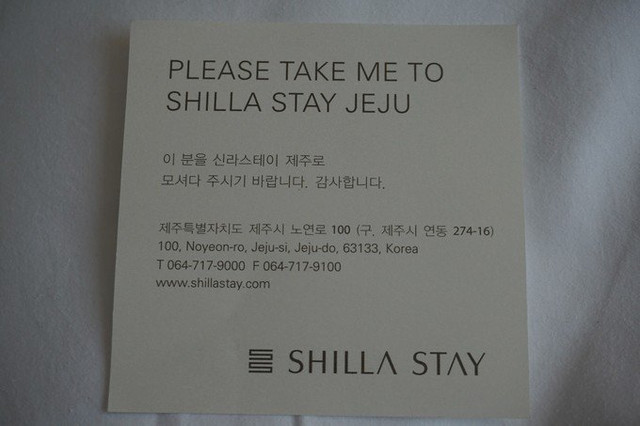 PLEASE TAKE ME TO
SHILLA STAY JEJU
이 분을 신라스테이 제주로
모셔다 주시기 바랍니다. 감사합니다.
제주특별자치도 제주시 노연로 100 (구, 제주시 연동 274-16)
100, Noyeon-ro, Jeju-si, Jeju-do, 63133, Korea
T 064-717-9000 F 064-717-9100
www.shillastay.com
SHILLA STAY